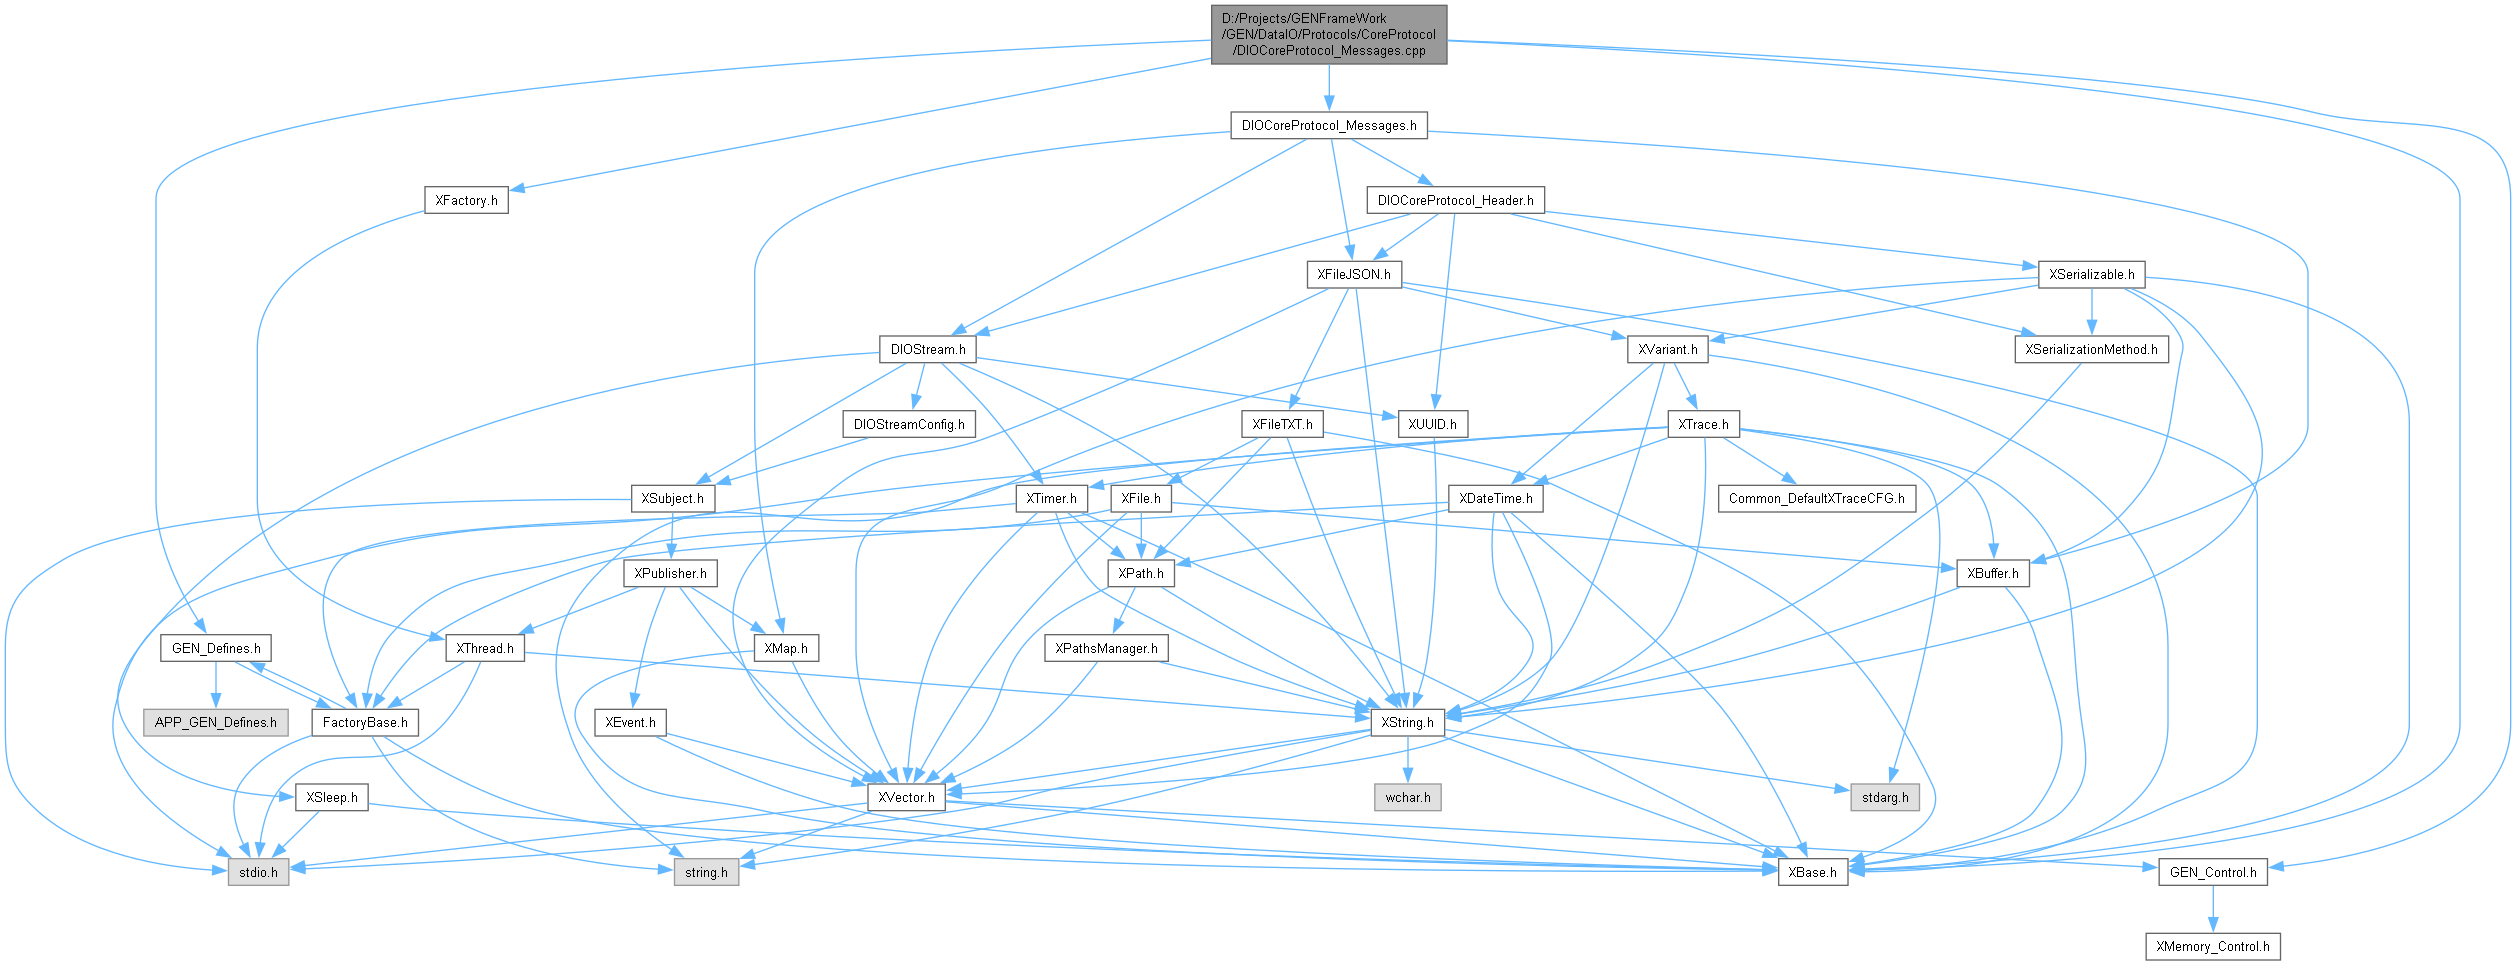 D:/Projects/GENFrameWork
/GEN/DataIO/Protocols/CoreProtocol
/DIOCoreProtocol_Messages.cpp
DIOCoreProtocol_Messages.h
XFactory.h
DIOCoreProtocol_Header.h
XFileJSON.h
XSerializable.h
DIOStream.h
XVariant.h
XSerializationMethod.h
DIOStreamConfig.h
XFileTXT.h
XUUID.h
XTrace.h
XSubject.h
XTimer.h
XFile.h
XDateTime.h
Common_DefaultXTraceCFG.h
XPublisher.h
XPath.h
XBuffer.h
GEN_Defines.h
XThread.h
XMap.h
XPathsManager.h
APP_GEN_Defines.h
FactoryBase.h
XEvent.h
XString.h
XSleep.h
XVector.h
wchar.h
stdarg.h
stdio.h
string.h
XBase.h
GEN_Control.h
XMemory_Control.h